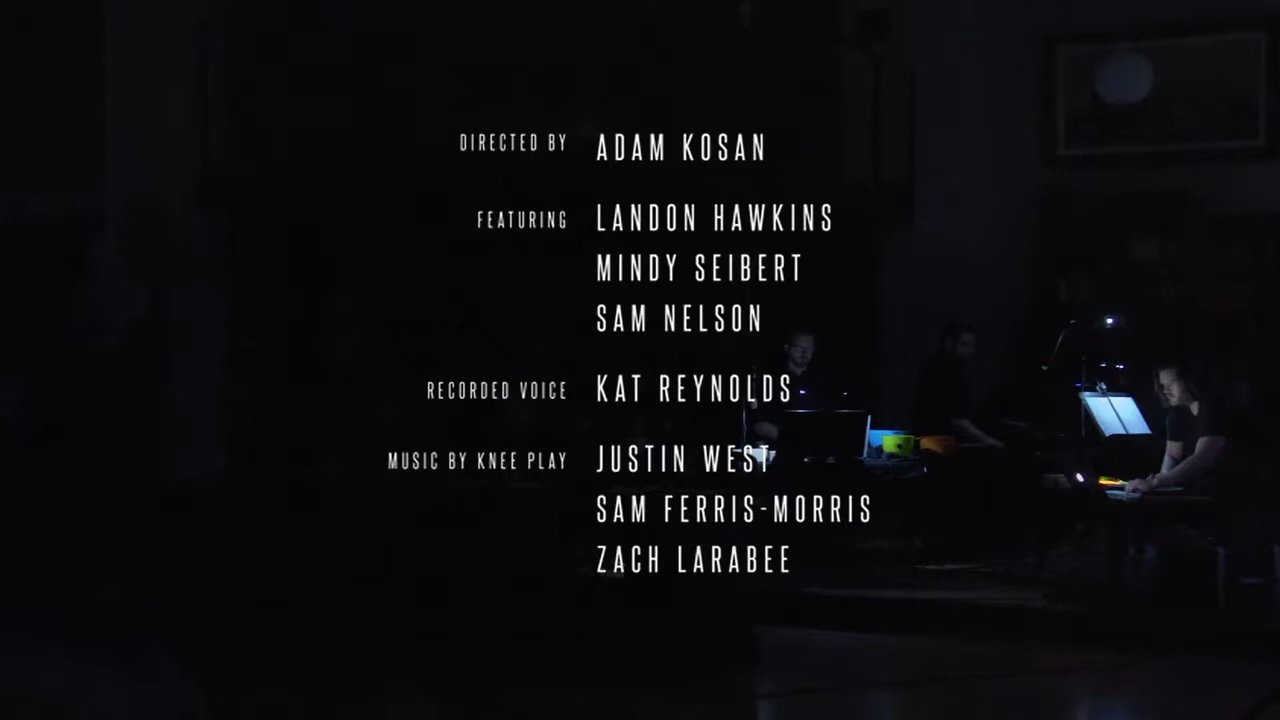 DIRECTED BY ADAM KOSAN
FEATURING LANDON HAWKINS
MINDY SEIBERT
SAM NELSON
RECORDED VOICE KAT REYNOLDS
MUSIC BY KNEE PLAY JUSTIN WEST
SAM FERRIS-MORRIS
ZACH LARABEE